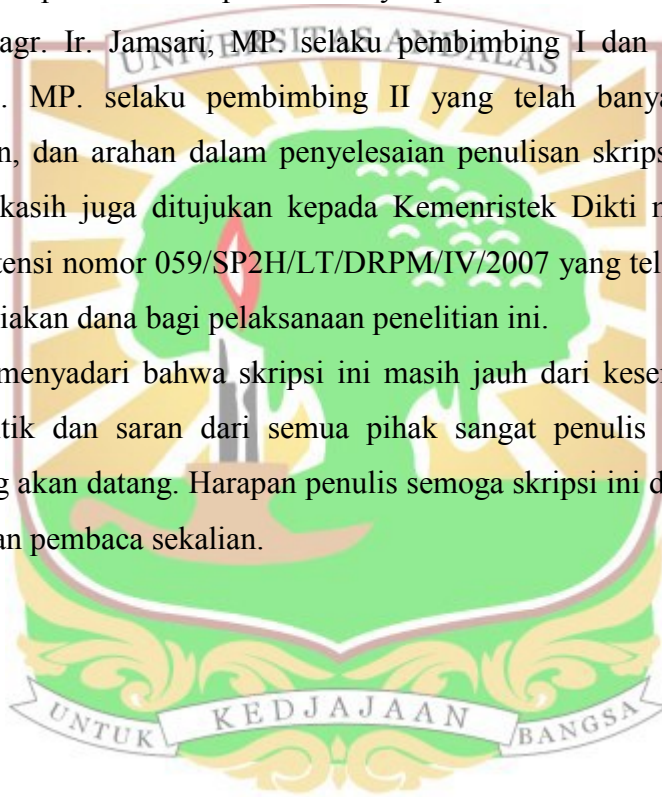 agr. Ir. Jamsari, MP. selaku pembimbing I dan
UNIVERSITAS ANDALAS
. MP. selaku pembimbing II yang telah banya
n, dan arahan dalam penyelesaian penulisan skrips
kasih juga ditujukan kepada Kemenristek Dikti
tensi nomor 059/SP2H/LT/DRPM/IV/2007 yang tel
iakan dana bagi pelaksanaan penelitian ini.
menyadari bahwa skripsi ini masih jauh dari keser
tik dan saran dari semua pihak sangat penulis
g akan datang. Harapan penulis semoga skripsi ini d
an pembaca sekalian.
UNTUK KEDJAJAAN BANGSA